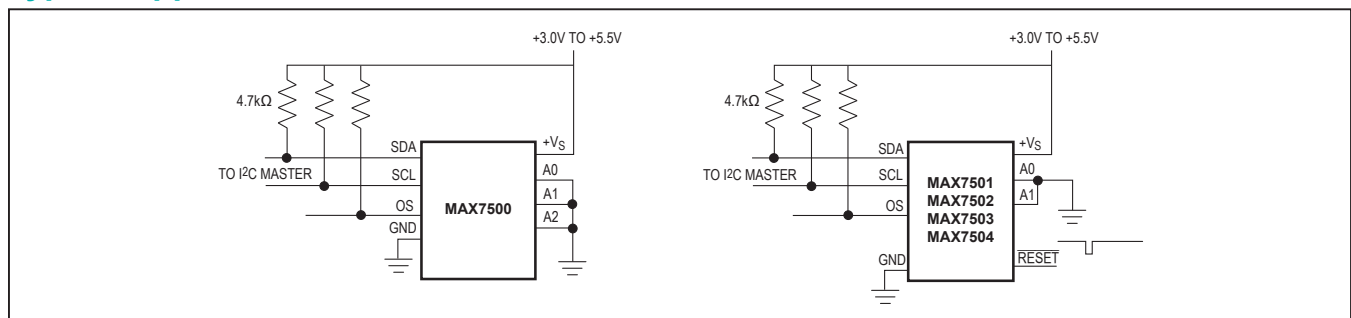 +3.0V TO +5.5V
4.7kΩ
SDA
+VS
TO I2C MASTER
SCL
A0
MAX7500
OS
A1
A2
GND
+3.0V TO +5.5V
4.7kΩ
SDA
+VS
TO I2C MASTER
SCL
A0
MAX7501
MAX7502
MAX7503
MAX7504
OS
A1
GND
RESET